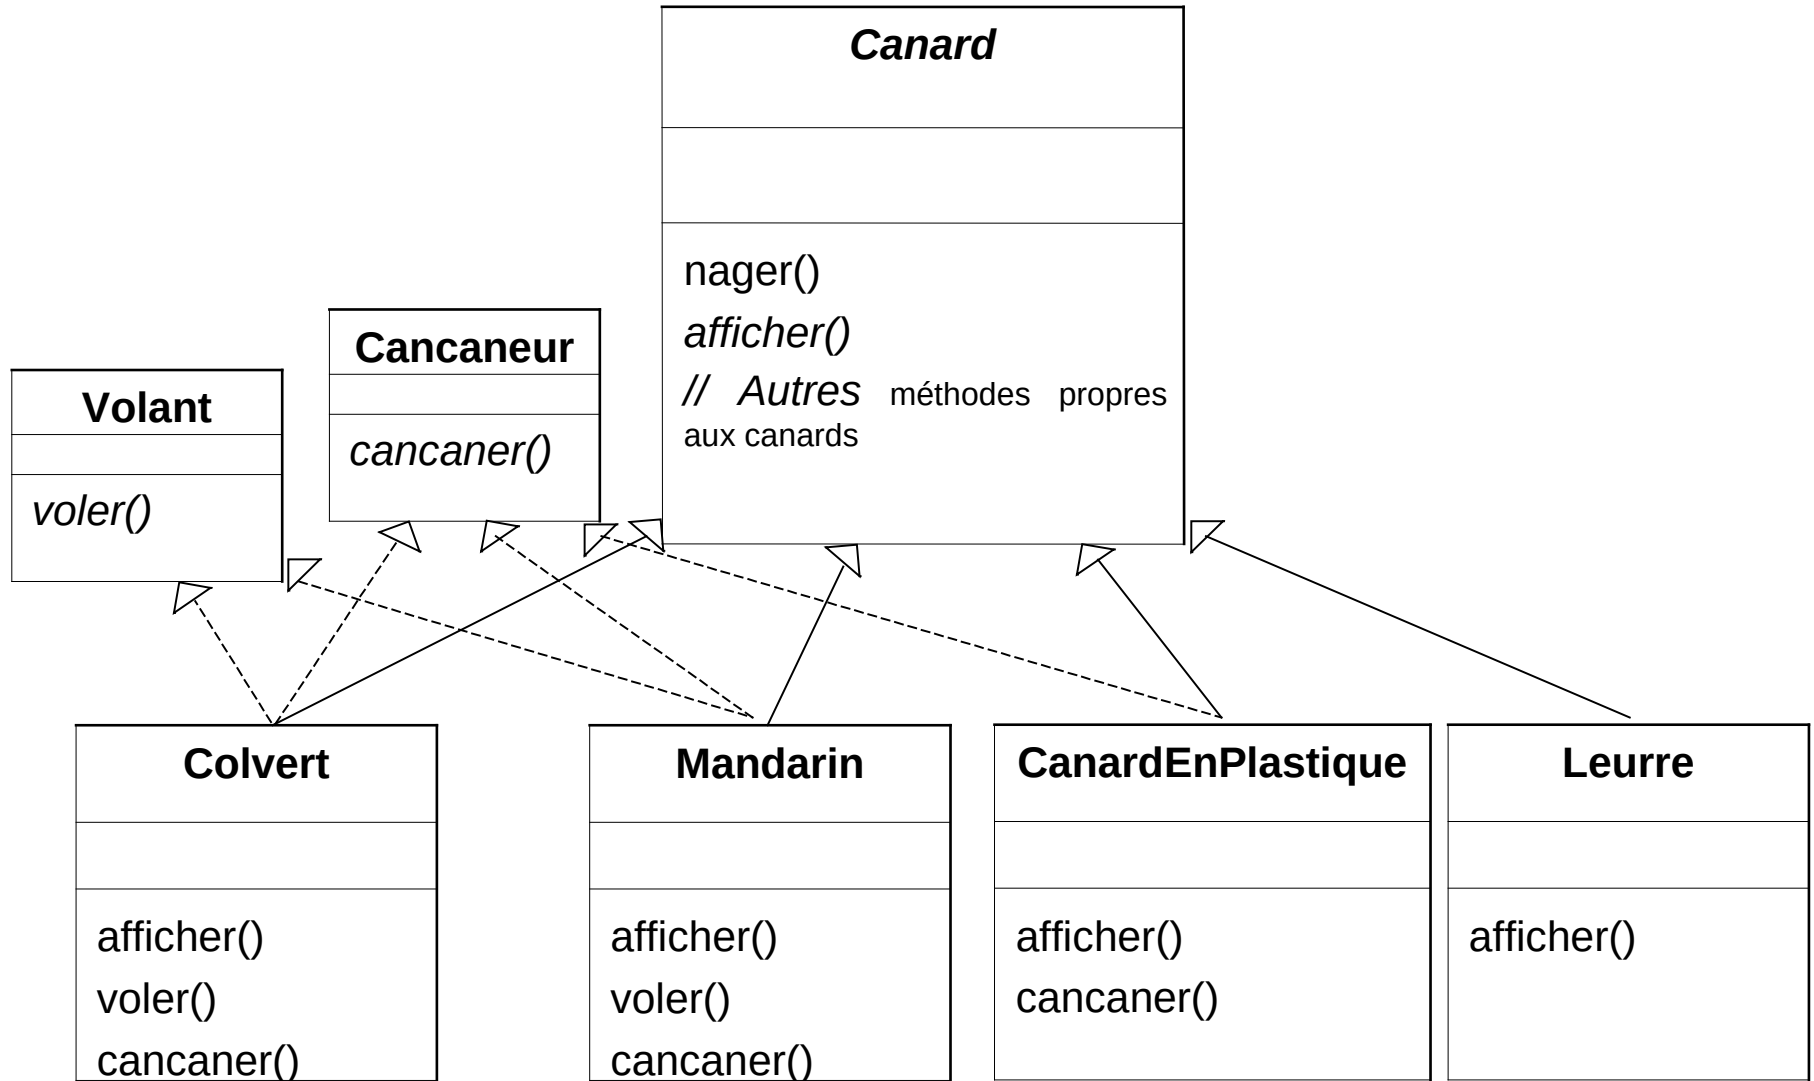 Canard
nager()
afficher()
// Autres méthodes propres
aux canards
Cancaneur
cancaner()
Volant
voler()
Colvert
afficher()
voler()
cancaner()
Mandarin
afficher()
voler()
cancaner()
CanardEnPlastique
afficher()
cancaner()
Leurre
afficher()